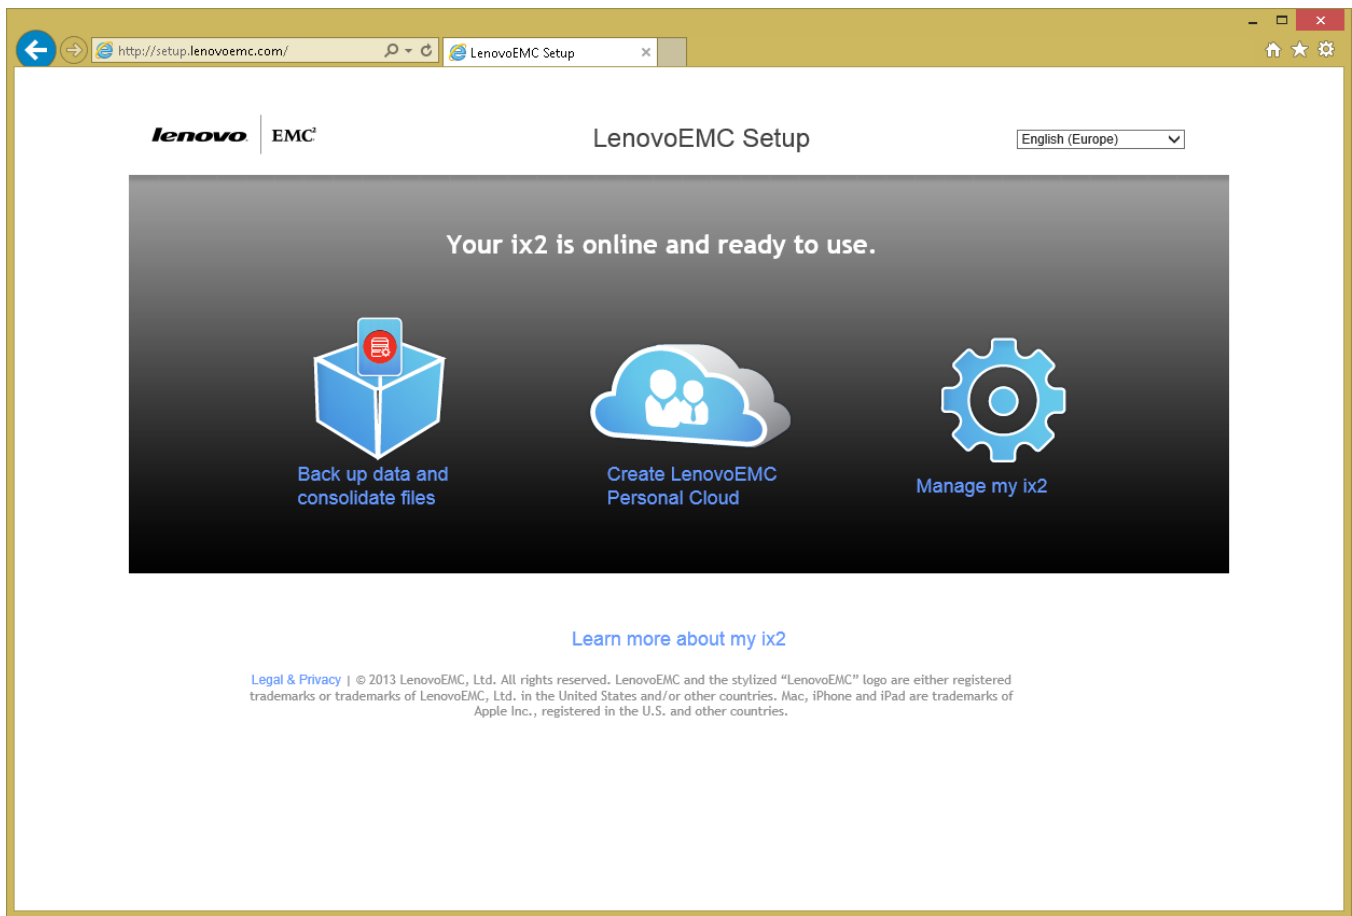 http://setup.lenovoemc.com/
LenovoEMC Setup
lenovo EMC²
LenovoEMC Setup
English (Europe)
Your ix2 is online and ready to use.
Back up data and
consolidate files
Create LenovoEMC
Personal Cloud
Manage my ix2
Learn more about my ix2
Legal & Privacy | © 2013 LenovoEMC, Ltd. All rights reserved. LenovoEMC and the stylized “LenovoEMC” logo are either registered
trademarks or trademarks of LenovoEMC, Ltd. in the United States and/or other countries. Mac, iPhone and iPad are trademarks of
Apple Inc., registered in the U.S. and other countries.